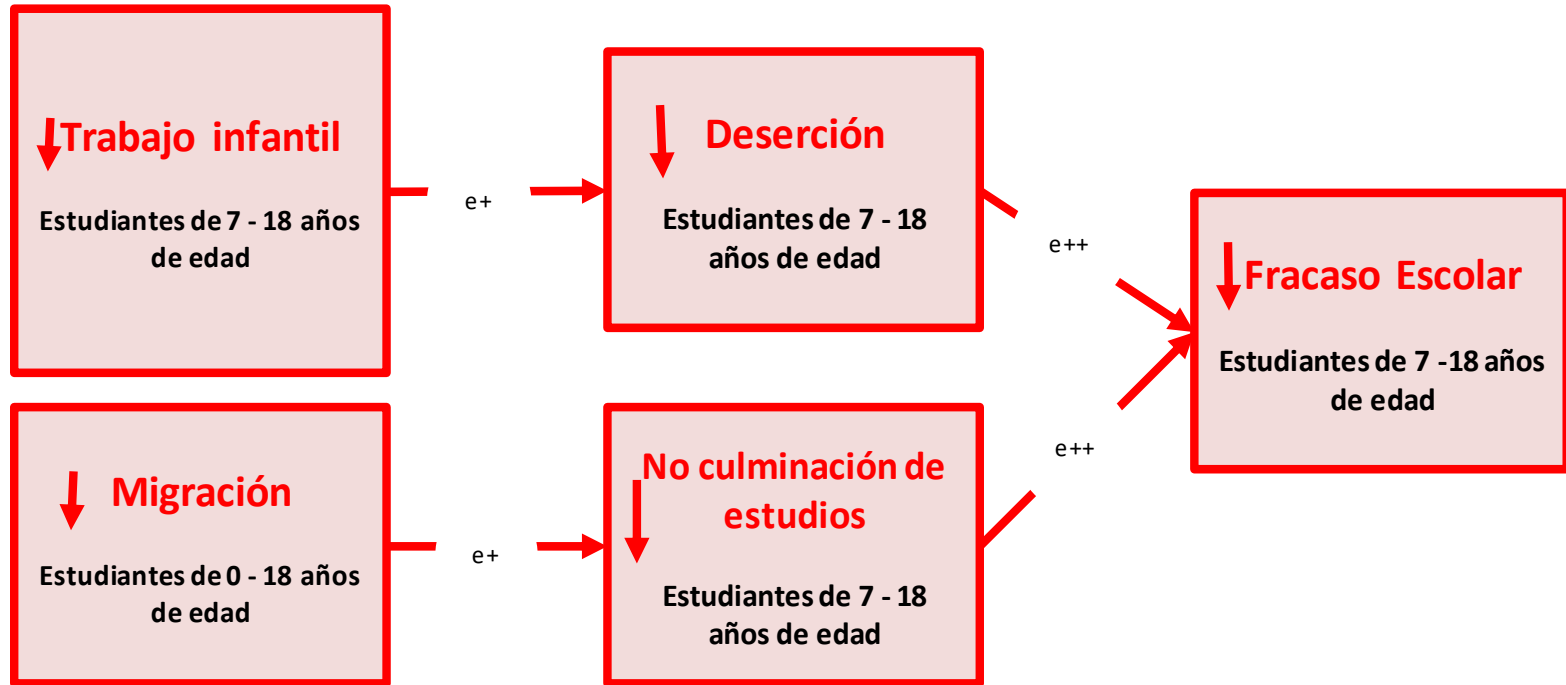 Trabajo infantil
Estudiantes de 7 - 18 años
de edad
e+
Deserción
Estudiantes de 7 - 18
años de edad
e++
Fracaso Escolar
Estudiantes de 7 -18 años
de edad
Migración
Estudiantes de 0 - 18 años
de edad
e+
No culminación de
estudios
Estudiantes de 7 - 18
años de edad
e++